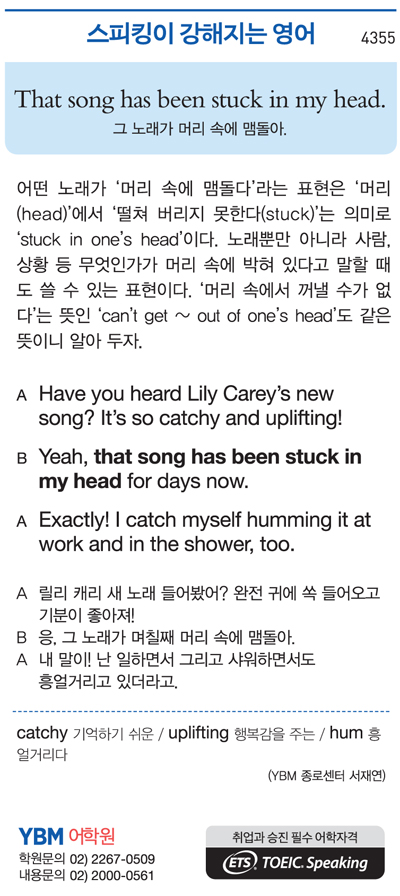 스피킹이 강해지는 영어 4355
That song has been stuck in my head.
그 노래가 머리 속에 맴돌아.
어떤 노래가 ‘머리 속에 맴돌다’라는 표현은 ‘머리
(head)’에서 ‘떨쳐 버리지 못한다(stuck)’는 의미로
‘stuck in one’s head’이다. 노래뿐만 아니라 사람,
상황 등 무엇인가가 머리 속에 박혀 있다고 말할 때
도 쓸 수 있는 표현이다. ‘머리 속에서 꺼낼 수가 없
다’는 뜻인 ‘can’t get ~ out of one’s head’도 같은
뜻이니 알아 두자.
A Have you heard Lily Carey’s new
song? It’s so catchy and uplifting!
B Yeah, that song has been stuck in
my head for days now.
A Exactly! I catch myself humming it at
work and in the shower, too.
A 릴리 캐리 새 노래 들어봤어? 완전 귀에 쏙 들어오고
기분이 좋아져!
B 응, 그 노래가 며칠째 머리 속에 맴돌아.
A 내 말이! 난 일하면서 그리고 샤워하면서도
흥얼거리고 있더라고.
catchy 기억하기 쉬운 / uplifting 행복감을 주는 / hum 흥
얼거리다
(YBM 종로센터 서재연)
YBM 어학원
학원문의 02) 2267-0509
내용문의 02) 2000-0561
취업과 승진 필수 어학자격
ETS TOEIC. Speaking